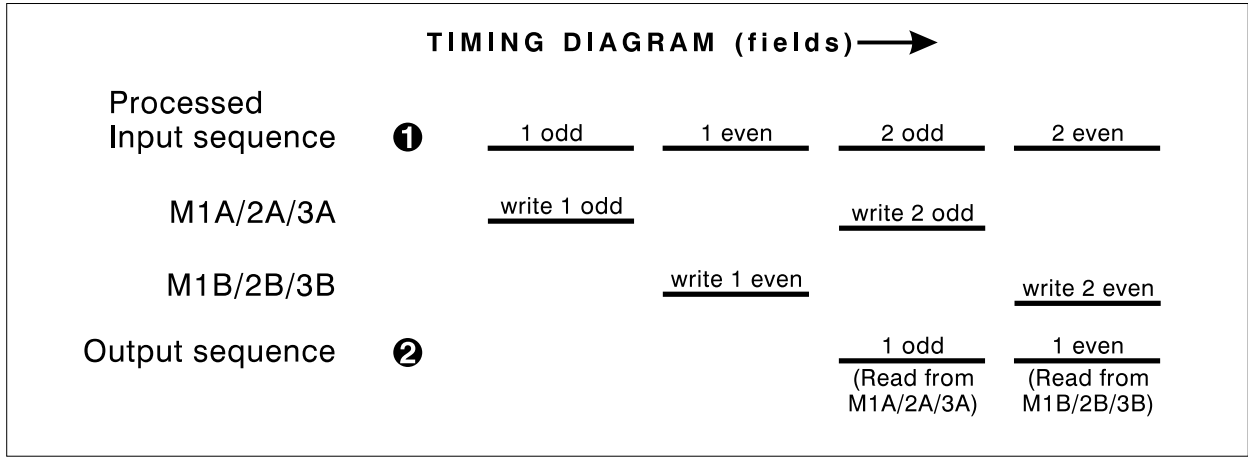 TIMING DIAGRAM (fields)
Processed
Input sequence ❶ 1 odd 1 even 2 odd 2 even
M1A/2A/3A write 1 odd write 2 odd
M1B/2B/3B write 1 even write 2 even
Output sequence ❷ 1 odd 1 even
(Read from (Read from
M1A/2A/3A) M1B/2B/3B)